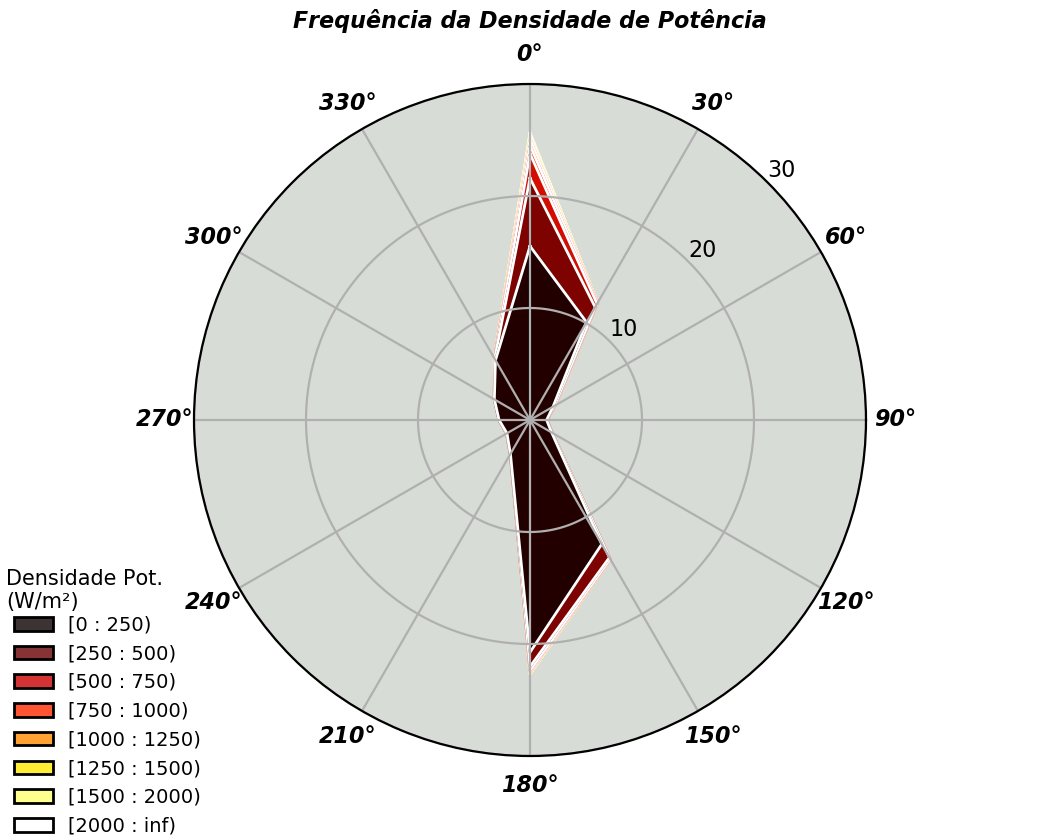 Frequência da Densidade de Potência
0°
330°
30°
30
300°
60°
20
10
270°
90°
240°
120°
210°
150°
180°
Densidade Pot.
(W/m²)
[0 : 250)
[250 : 500)
[500 : 750)
[750 : 1000)
[1000 : 1250)
[1250 : 1500)
[1500 : 2000)
[2000 : inf)